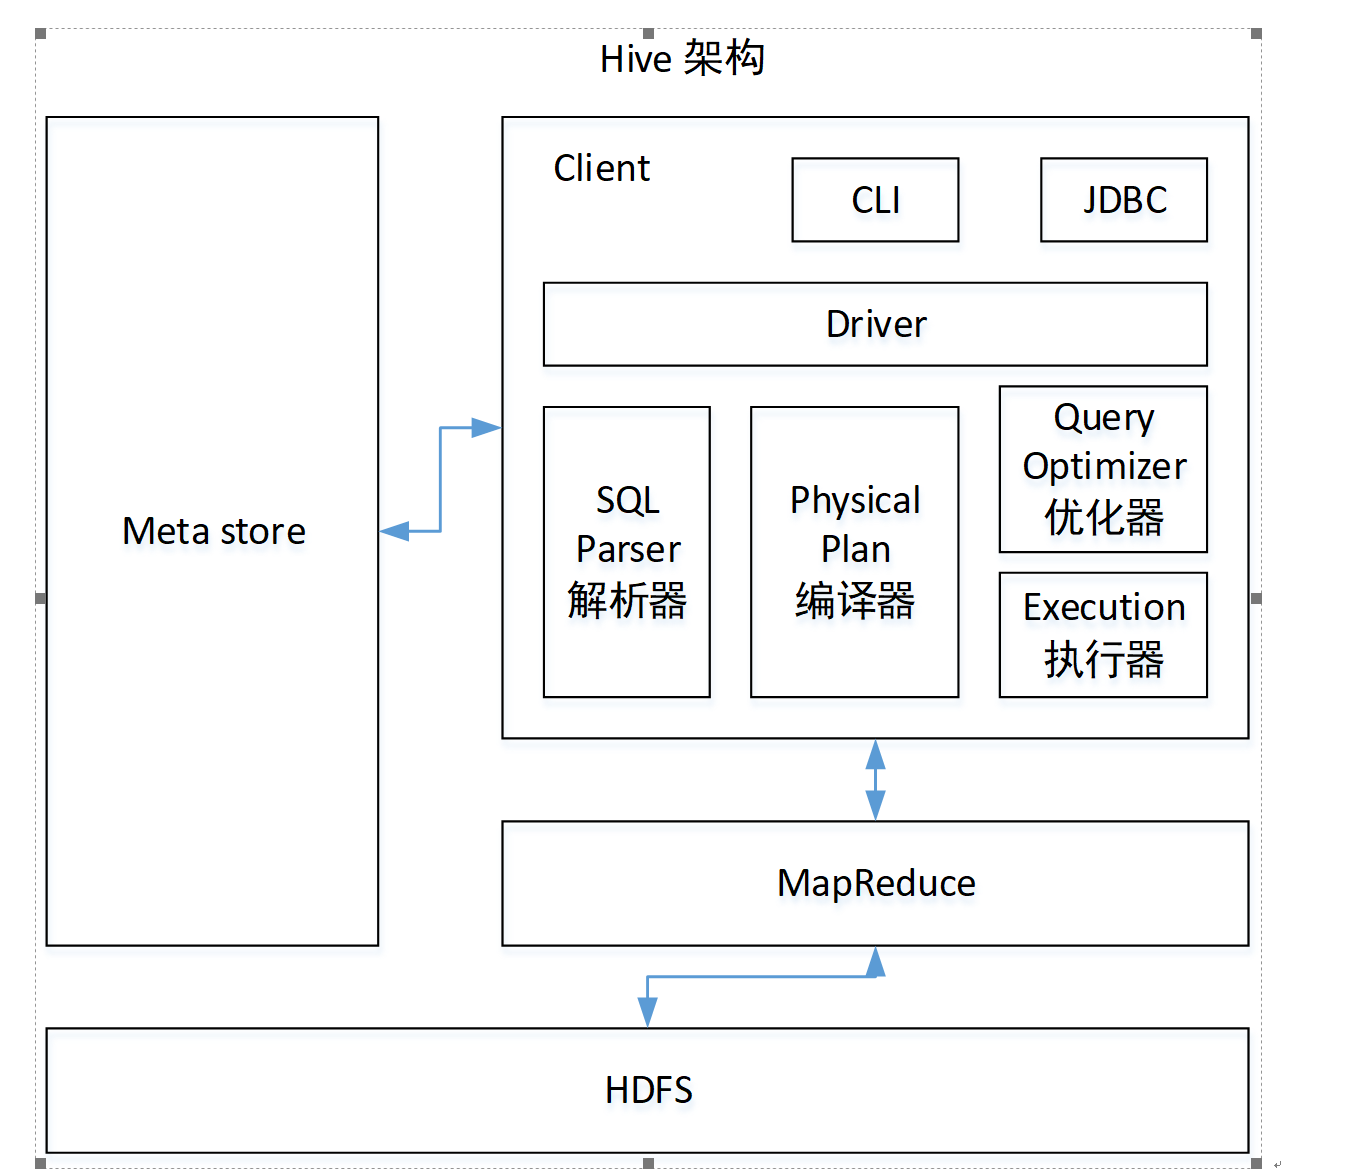 Hive 架构
Meta store
Client
CLI
JDBC
Driver
SQL
Parser
解析器
Physical
Plan
编译器
Query
Optimizer
优化器
Execution
执行器
MapReduce
HDFS